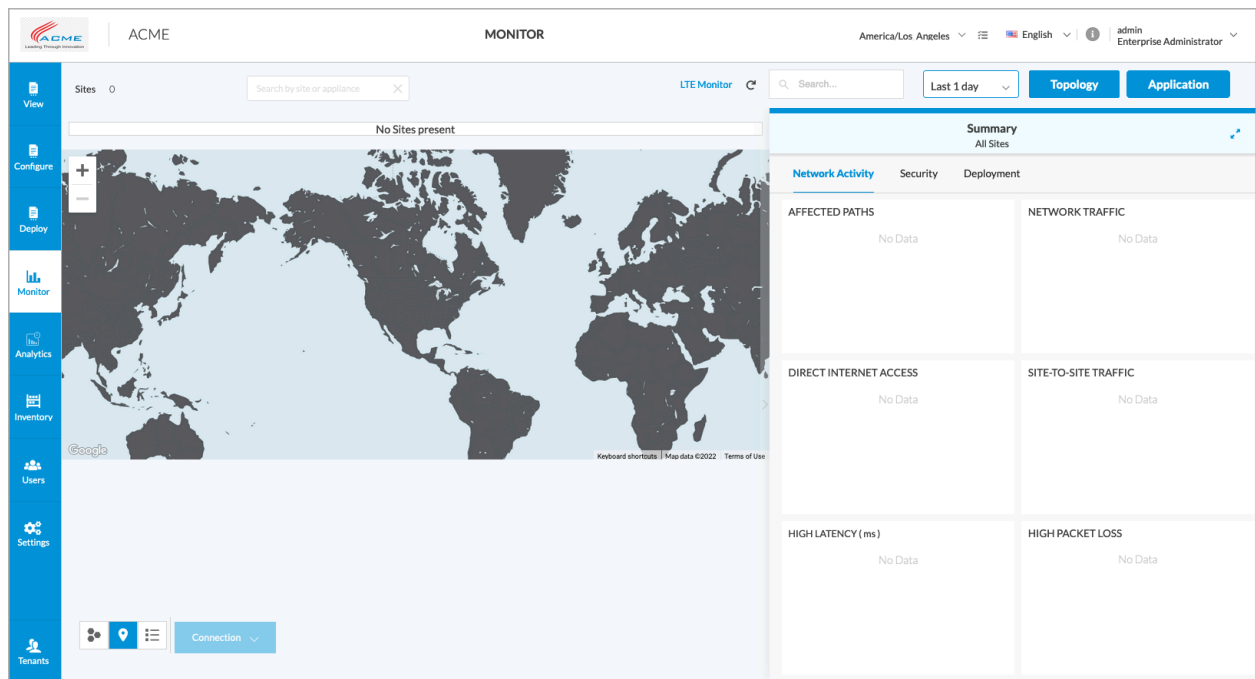 ACME
Leading Through Innovation
ACME
MONITOR
America/Los Angeles
English
admin
Enterprise Administrator
View
Configure
Deploy
Monitor
Analytics
Inventory
Users
Settings
Tenants
Sites 0
Search by site or appliance
LTE Monitor
Search...
Last 1 day
Topology
Application
No Sites present
Google
Keyboard shortcuts
Map data ©2022
Terms of Use
Connection
Summary
All Sites
Network Activity
Security
Deployment
AFFECTED PATHS
No Data
NETWORK TRAFFIC
No Data
DIRECT INTERNET ACCESS
No Data
SITE-TO-SITE TRAFFIC
No Data
HIGH LATENCY ( ms )
No Data
HIGH PACKET LOSS
No Data